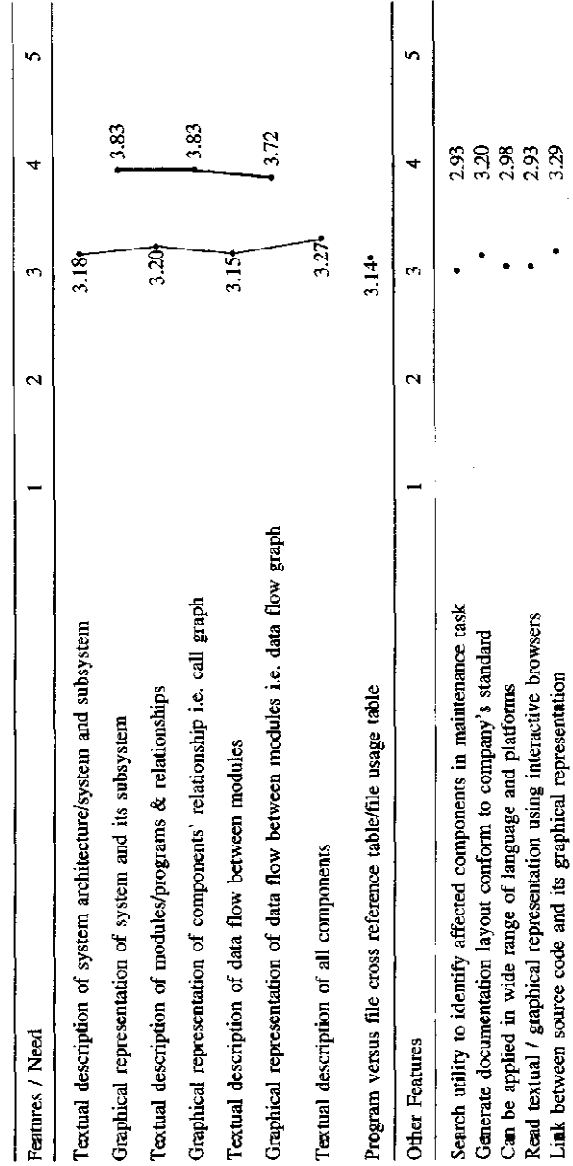 Features / Need 1 2 3 4 5
Textual description of system architecture/system and subsystem 3.18
Graphical representation of system and its subsystem 3.83
Textual description of modules/programs & relationships 3.20
Graphical representation of components' relationship i.e. call graph 3.83
Textual description of data flow between modules 3.15
Graphical representation of data flow between modules i.e. data flow graph 3.72
Textual description of all components 3.27
Program versus file cross reference table/file usage table 3.14
Other Features 1 2 3 4 5
Search utility to identify affected components in maintenance task 2.93
Generate documentation layout conform to company's standard 3.20
Can be applied in wide range of language and platforms 2.98
Read textual / graphical representation using interactive browsers 2.93
Link between source code and its graphical representation 3.29